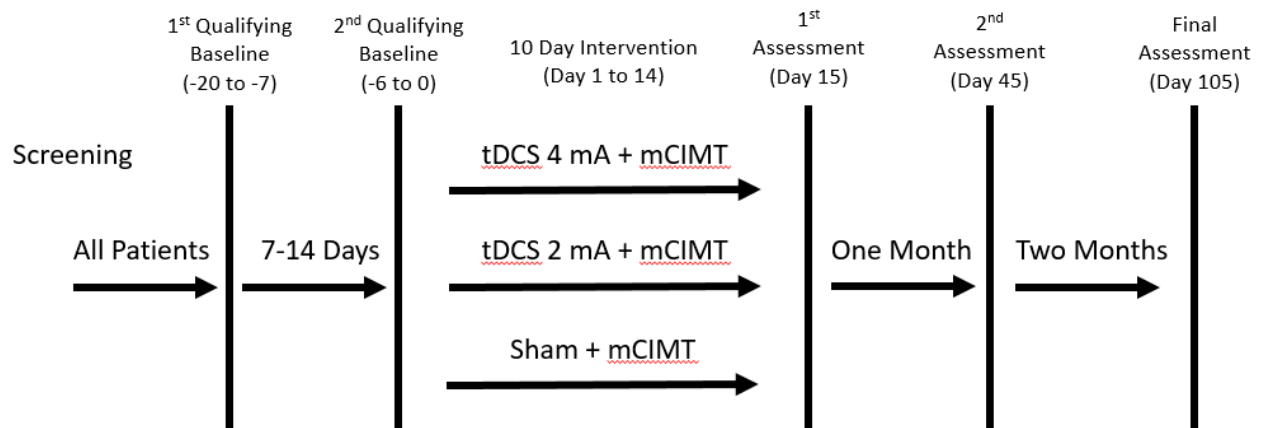 1st Qualifying
Baseline
(-20 to -7)
2nd Qualifying
Baseline
(-6 to 0)
10 Day Intervention
(Day 1 to 14)
1st
Assessment
(Day 15)
2nd
Assessment
(Day 45)
Final
Assessment
(Day 105)
Screening
tDCS 4 mA + mCIMT
All Patients
7-14 Days
tDCS 2 mA + mCIMT
One Month
Two Months
Sham + mCIMT